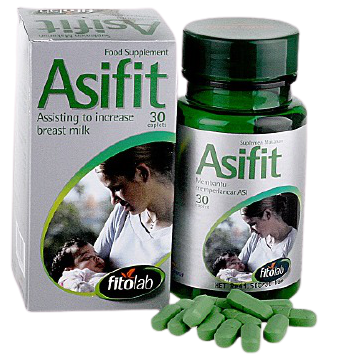 Food Supplement
Asifit
Assisting to increase
breast milk
30
caplets
fitolab
Suplemen Makanan
Asifit
Membantu
memperlancar ASI
30
fitolab